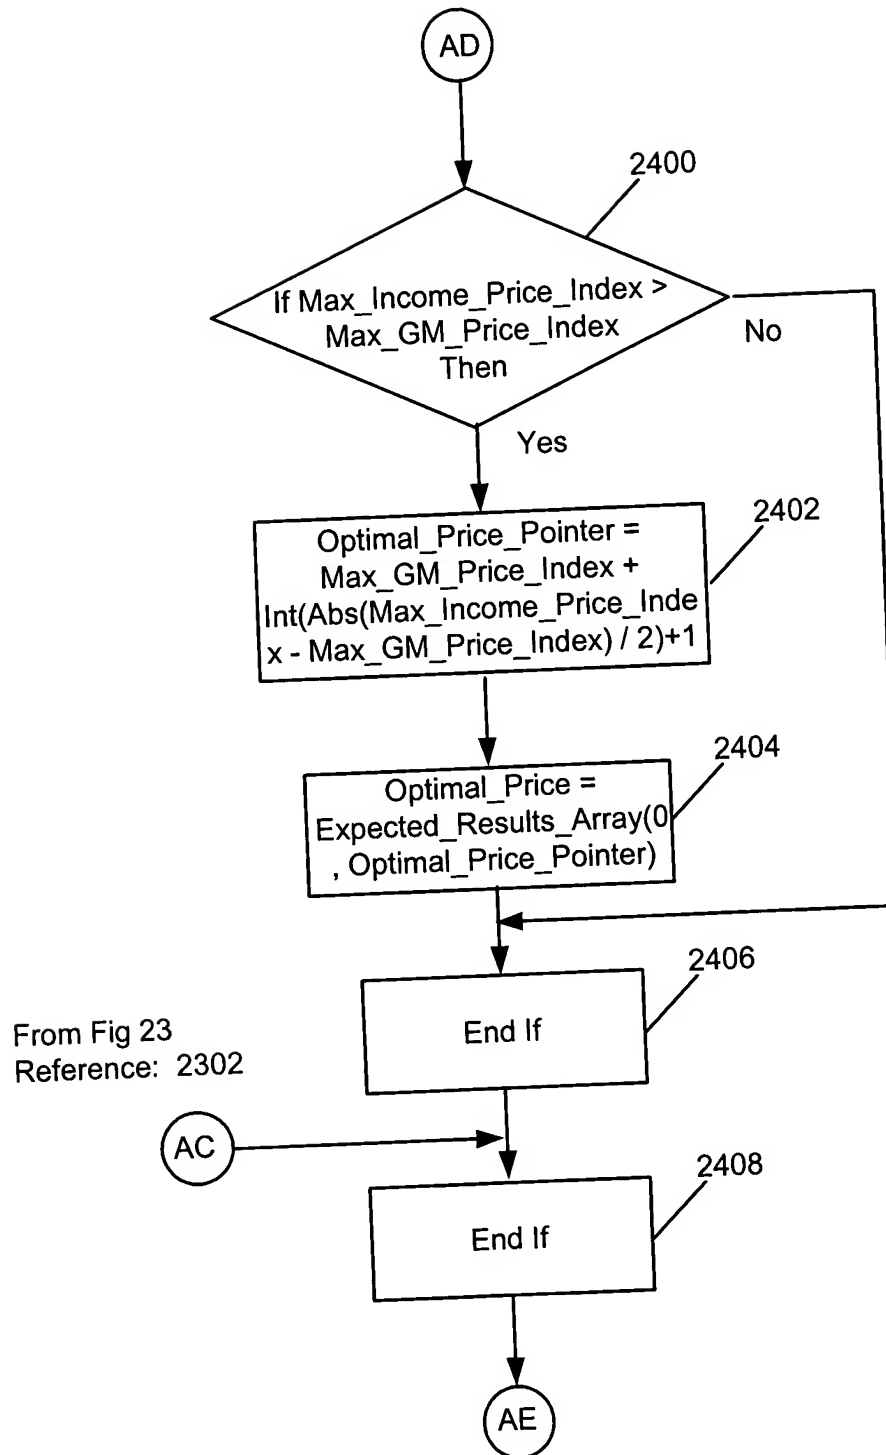 AD
2400
If Max_Income_Price_Index >
Max_GM_Price_Index
Then
No
Yes
2402
Optimal_Price_Pointer =
Max_GM_Price_Index +
Int(Abs(Max_Income_Price_Inde
x - Max_GM_Price_Index) / 2)+1
2404
Optimal_Price =
Expected_Results_Array(0
, Optimal_Price_Pointer)
2406
End If
From Fig 23
Reference: 2302
AC
2408
End If
AE